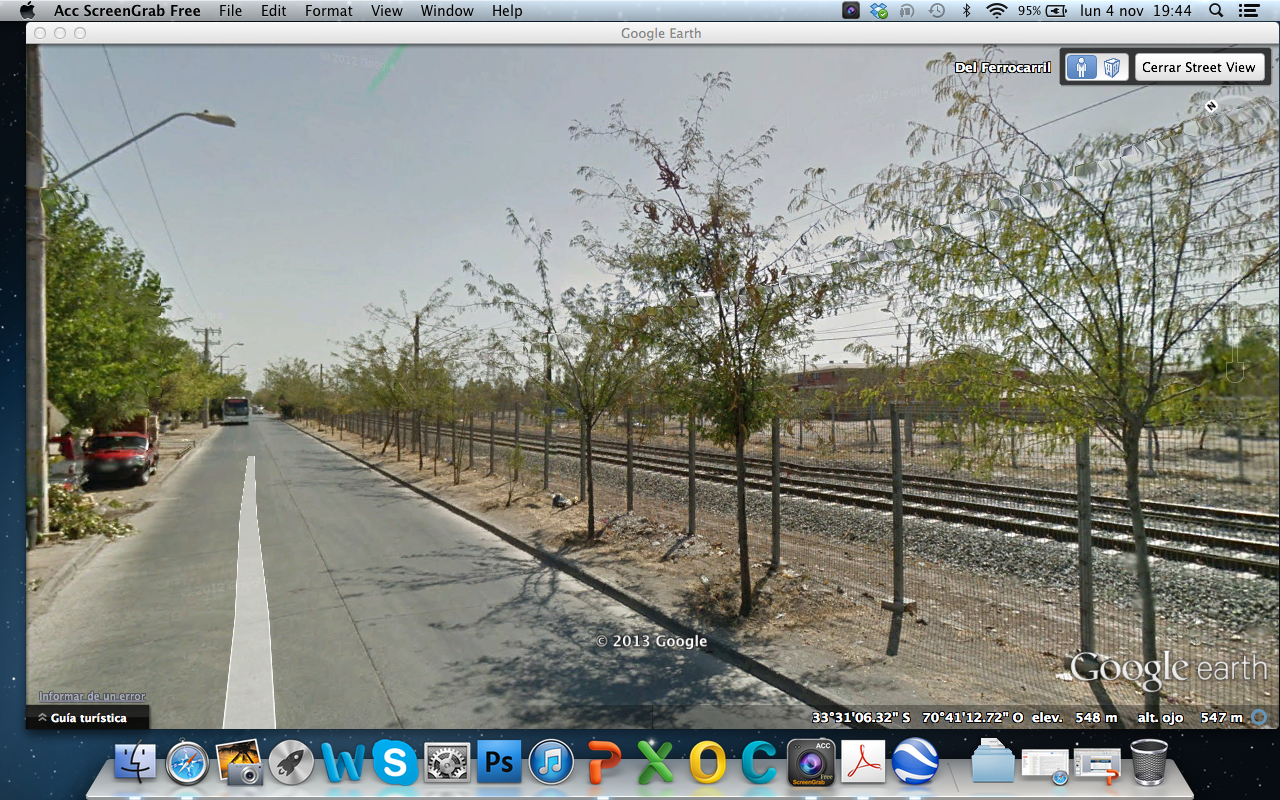 Acc ScreenGrab Free File Edit Format View Window Help 95% lun 4 nov 19:44
Google Earth
Del Ferrocarril
N
Cerrar Street View
© 2013 Google
Google earth
Informar de un error
Guía turística
33°31'06.32" S 70°41'12.72" O elev. 548 m alt. ojo 547 m
W S Ps P X O C ACC
ScreenGrab Free